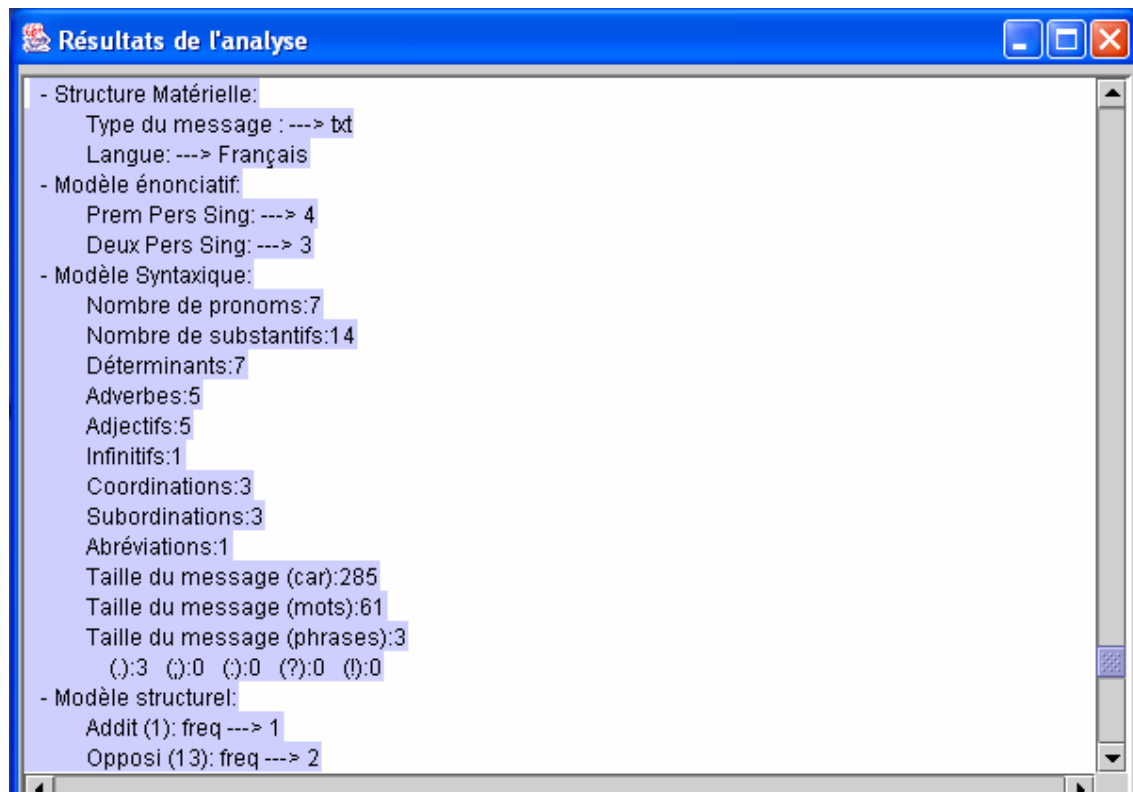 Résultats de l'analyse
- Structure Matérielle:
Type du message : ---> txt
Langue: ---> Français
- Modèle énonciatif:
Prem Pers Sing: ---> 4
Deux Pers Sing: ---> 3
- Modèle Syntaxique:
Nombre de pronoms:7
Nombre de substantifs:14
Déterminants:7
Adverbes:5
Adjectifs:5
Infinitifs:1
Coordinations:3
Subordinations:3
Abréviations:1
Taille du message (car):285
Taille du message (mots):61
Taille du message (phrases):3
(.):3 (;):0 (:):0 (?):0 (!):0
- Modèle structurel:
Addit (1): freq ---> 1
Opposi (13): freq ---> 2